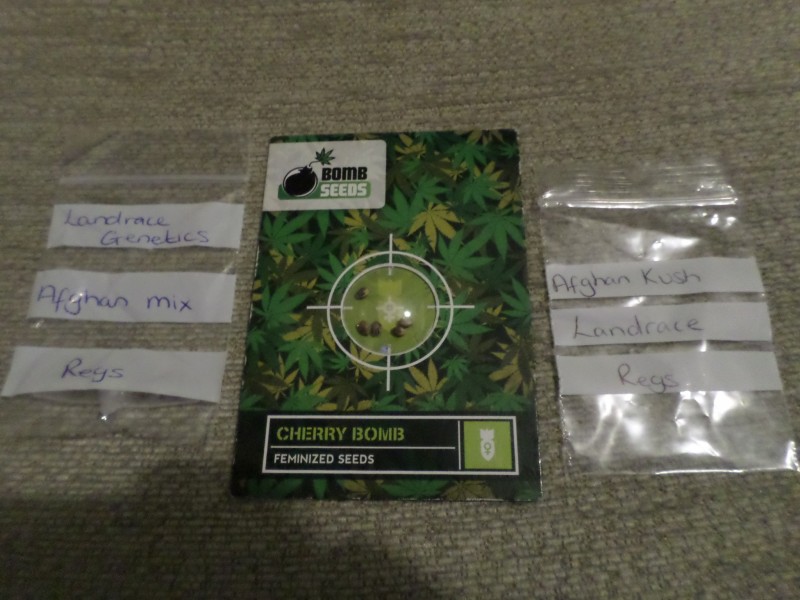 Landrace
Genetics
Afghan mix
Regs
BOMB
SEEDS
CHERRY BOMB
FEMINIZED SEEDS
Afghan Kush
Landrace
Regs